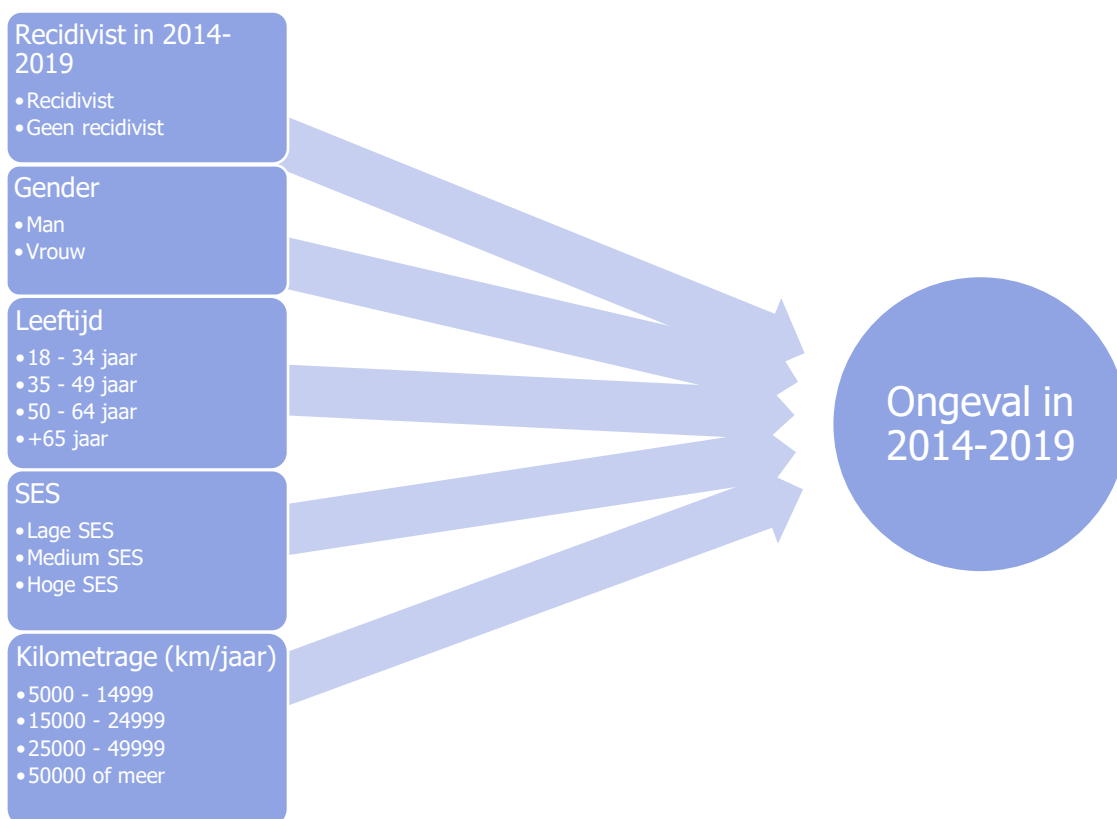 Recidivist in 2014-
2019
•Recidivist
•Geen recidivist
Gender
•Man
•Vrouw
Leeftijd
•18 - 34 jaar
•35 - 49 jaar
•50 - 64 jaar
•+65 jaar
SES
•Lage SES
•Medium SES
•Hoge SES
Kilometrage (km/jaar)
•5000 - 14999
•15000 - 24999
•25000 - 49999
•50000 of meer
Ongeval in
2014-2019